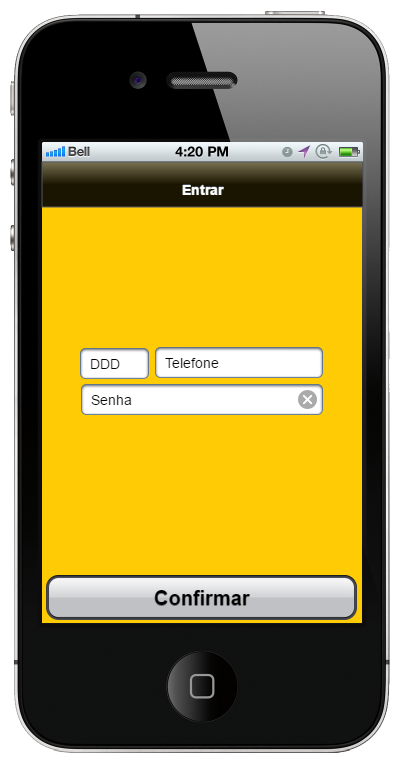 Bell 4:20 PM
Entrar
DDD Telefone
Senha
Confirmar